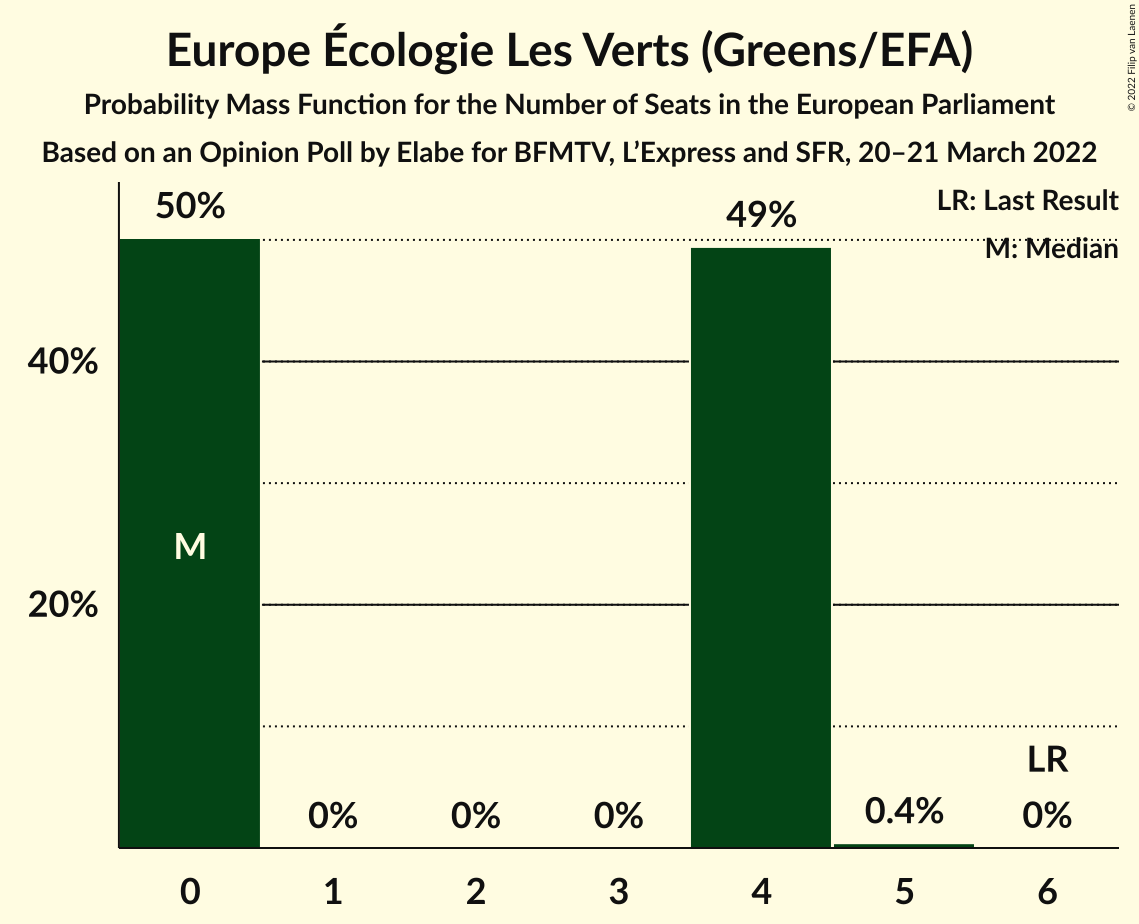 Europe Écologie Les Verts (Greens/EFA)
Probability Mass Function for the Number of Seats in the European Parliament
Based on an Opinion Poll by Elabe for BFMTV, L’Express and SFR, 20–21 March 2022
© 2022 Filip van Laenen
LR: Last Result
M: Median
50%
49%
40%
M
20%
LR
0%
0%
0%
0.4%
0%
0
1
2
3
4
5
6